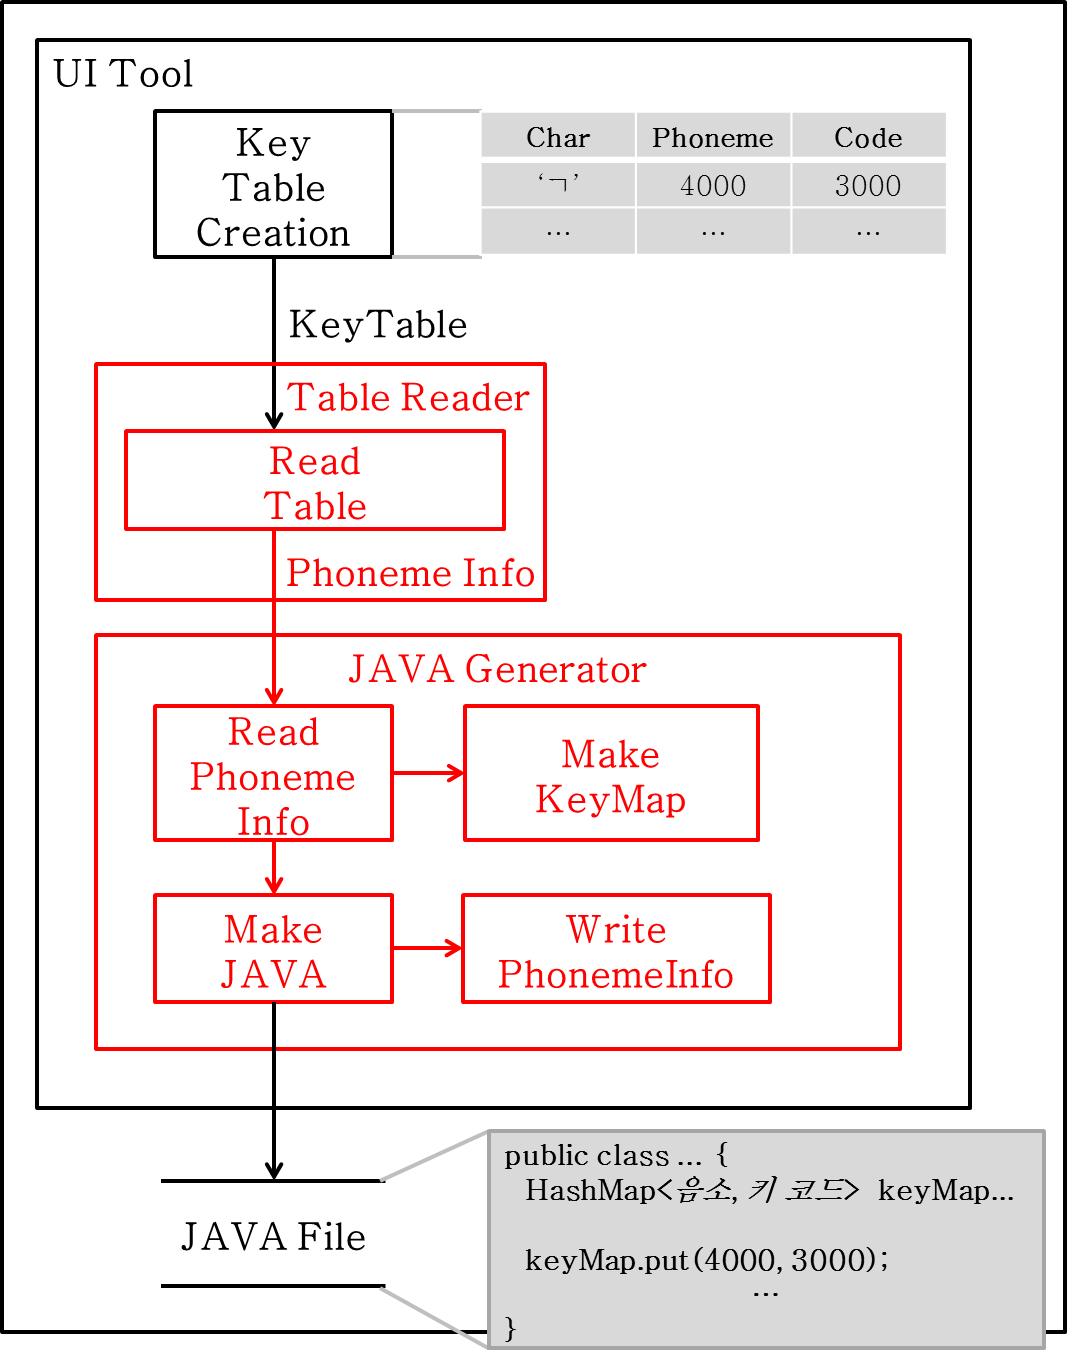 UI Tool
Key
Table
Creation
Char Phoneme Code
‘ㄱ’ 4000 3000
... ... ...
KeyTable
Table Reader
Read
Table
Phoneme Info
JAVA Generator
Read
Phoneme
Info
Make
KeyMap
Make
JAVA
Write
PhonemeInfo
JAVA File
public class ... {
HashMap<음소, 키 코드> keyMap...
keyMap.put(4000, 3000);
...
}